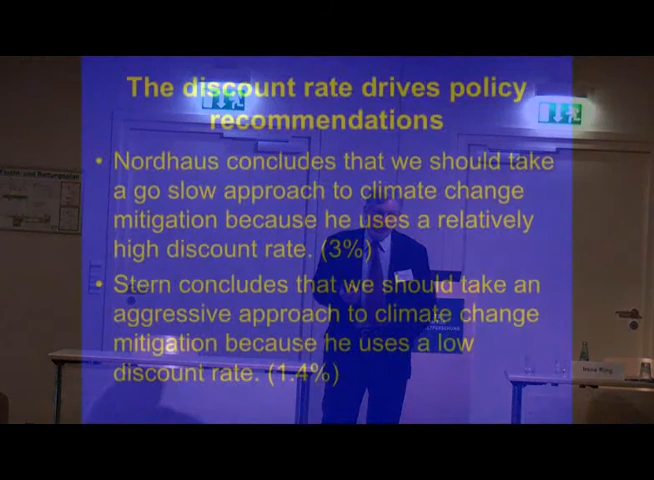 The discount rate drives policy
recommendations
• Nordhaus concludes that we should take
a go slow approach to climate change
mitigation because he uses a relatively
high discount rate. (3%)
• Stern concludes that we should take an
aggressive approach to climate change
mitigation because he uses a low
discount rate. (1.4%)
Irene Ring